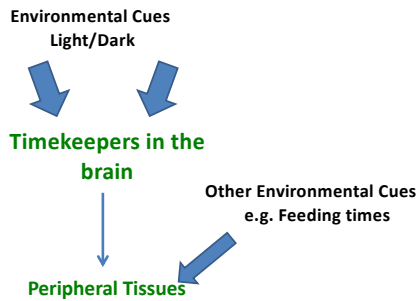 Environmental Cues
Light/Dark
Timekeepers in the
brain
Other Environmental Cues
e.g. Feeding times
Peripheral Tissues